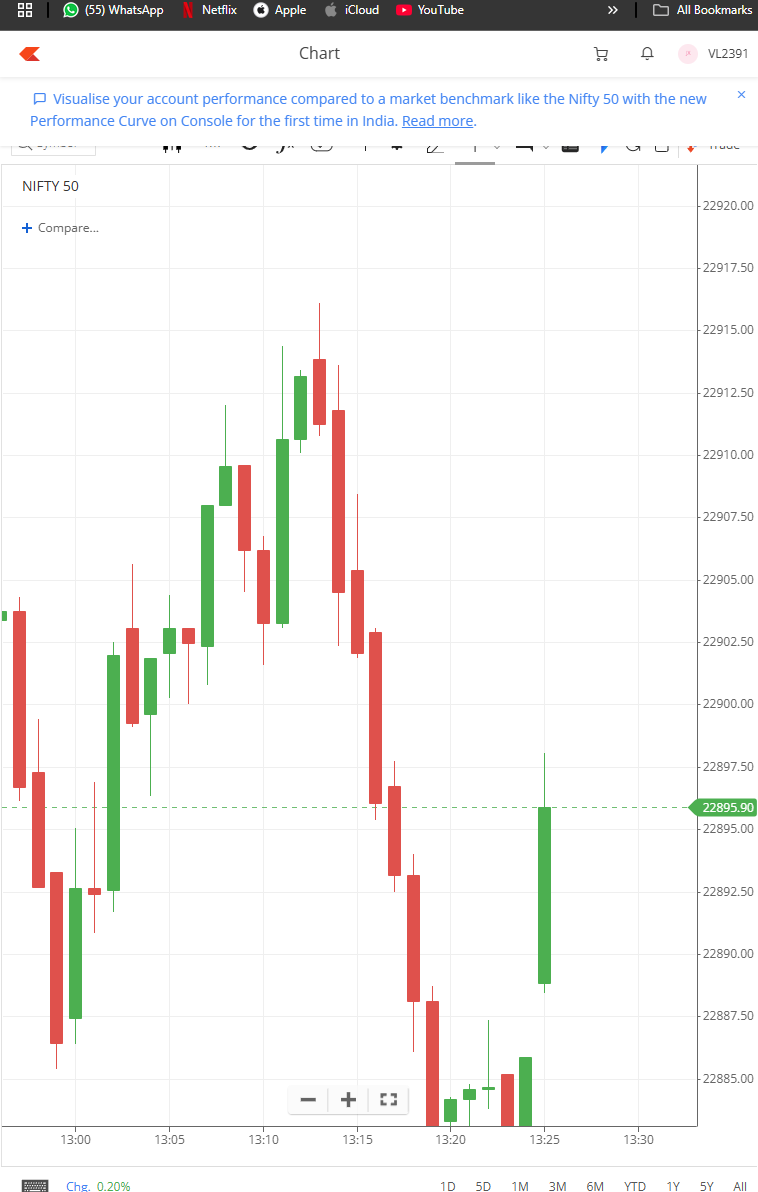 (55) WhatsApp Netflix Apple iCloud YouTube » All Bookmarks
Chart VL2391
Visualise your account performance compared to a market benchmark like the Nifty 50 with the new
Performance Curve on Console for the first time in India. Read more.
NIFTY 50
+ Compare...
22920.00
22917.50
22915.00
22912.50
22910.00
22907.50
22905.00
22902.50
22900.00
22897.50
22895.90
22895.00
22892.50
22890.00
22887.50
22885.00
13:00 13:05 13:10 13:15 13:20 13:25 13:30
Chg. 0.20% 1D 5D 1M 3M 6M YTD 1Y 5Y All